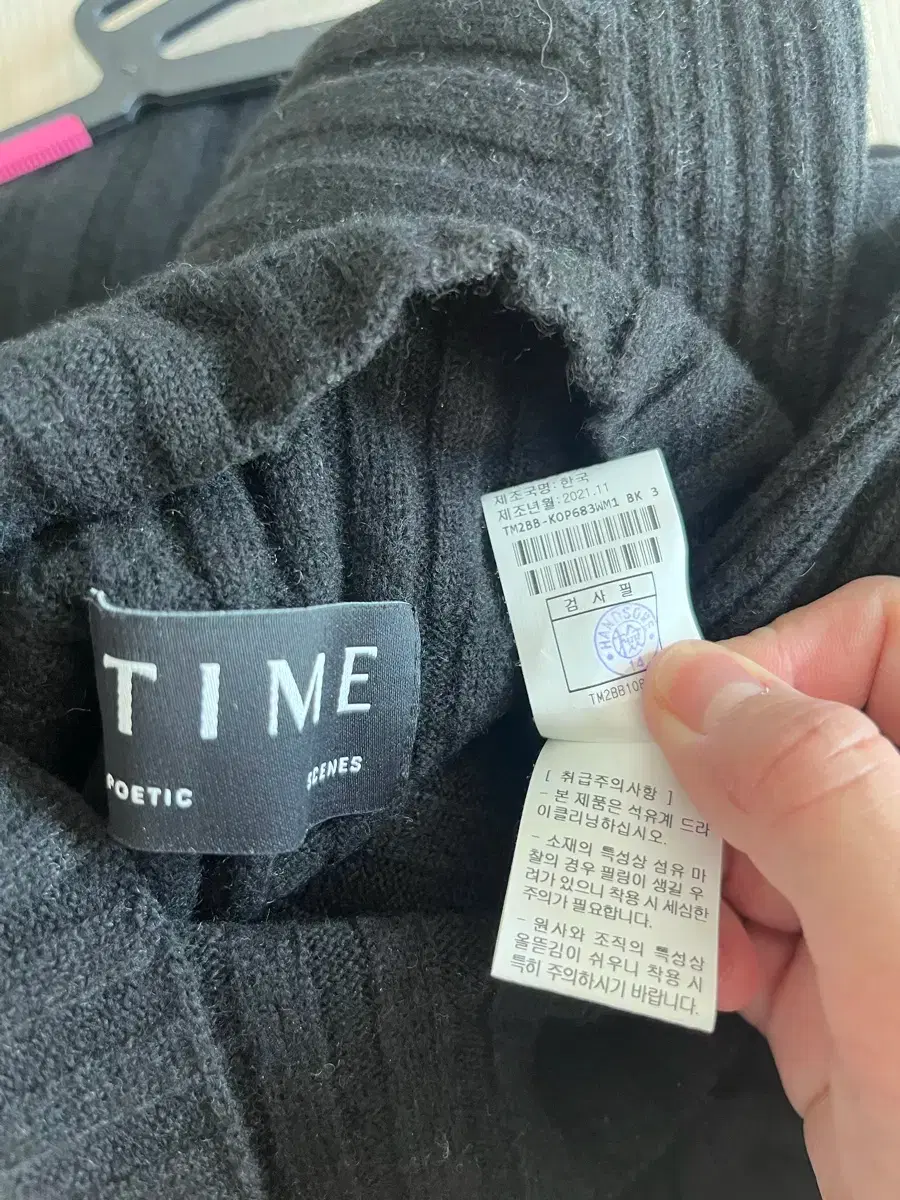 제조국명:한국
제조년월:2021.11
TM2BB-KOP683WM1 BK 3
검 사 필
HANDSOME
14
TIME
POETIC SCENES
[ 취급주의사항 ]
- 본 제품은 석유계 드라
이클리닝하십시오.
- 소재의 특성상 섬유 마
찰의 경우 필링이 생길 우
려가 있으니 착용 시 세심한
주의가 필요합니다.
- 원사와 조직의 특성상
올뜯김이 쉬우니 착용 시
특히 주의하시기 바랍니다.